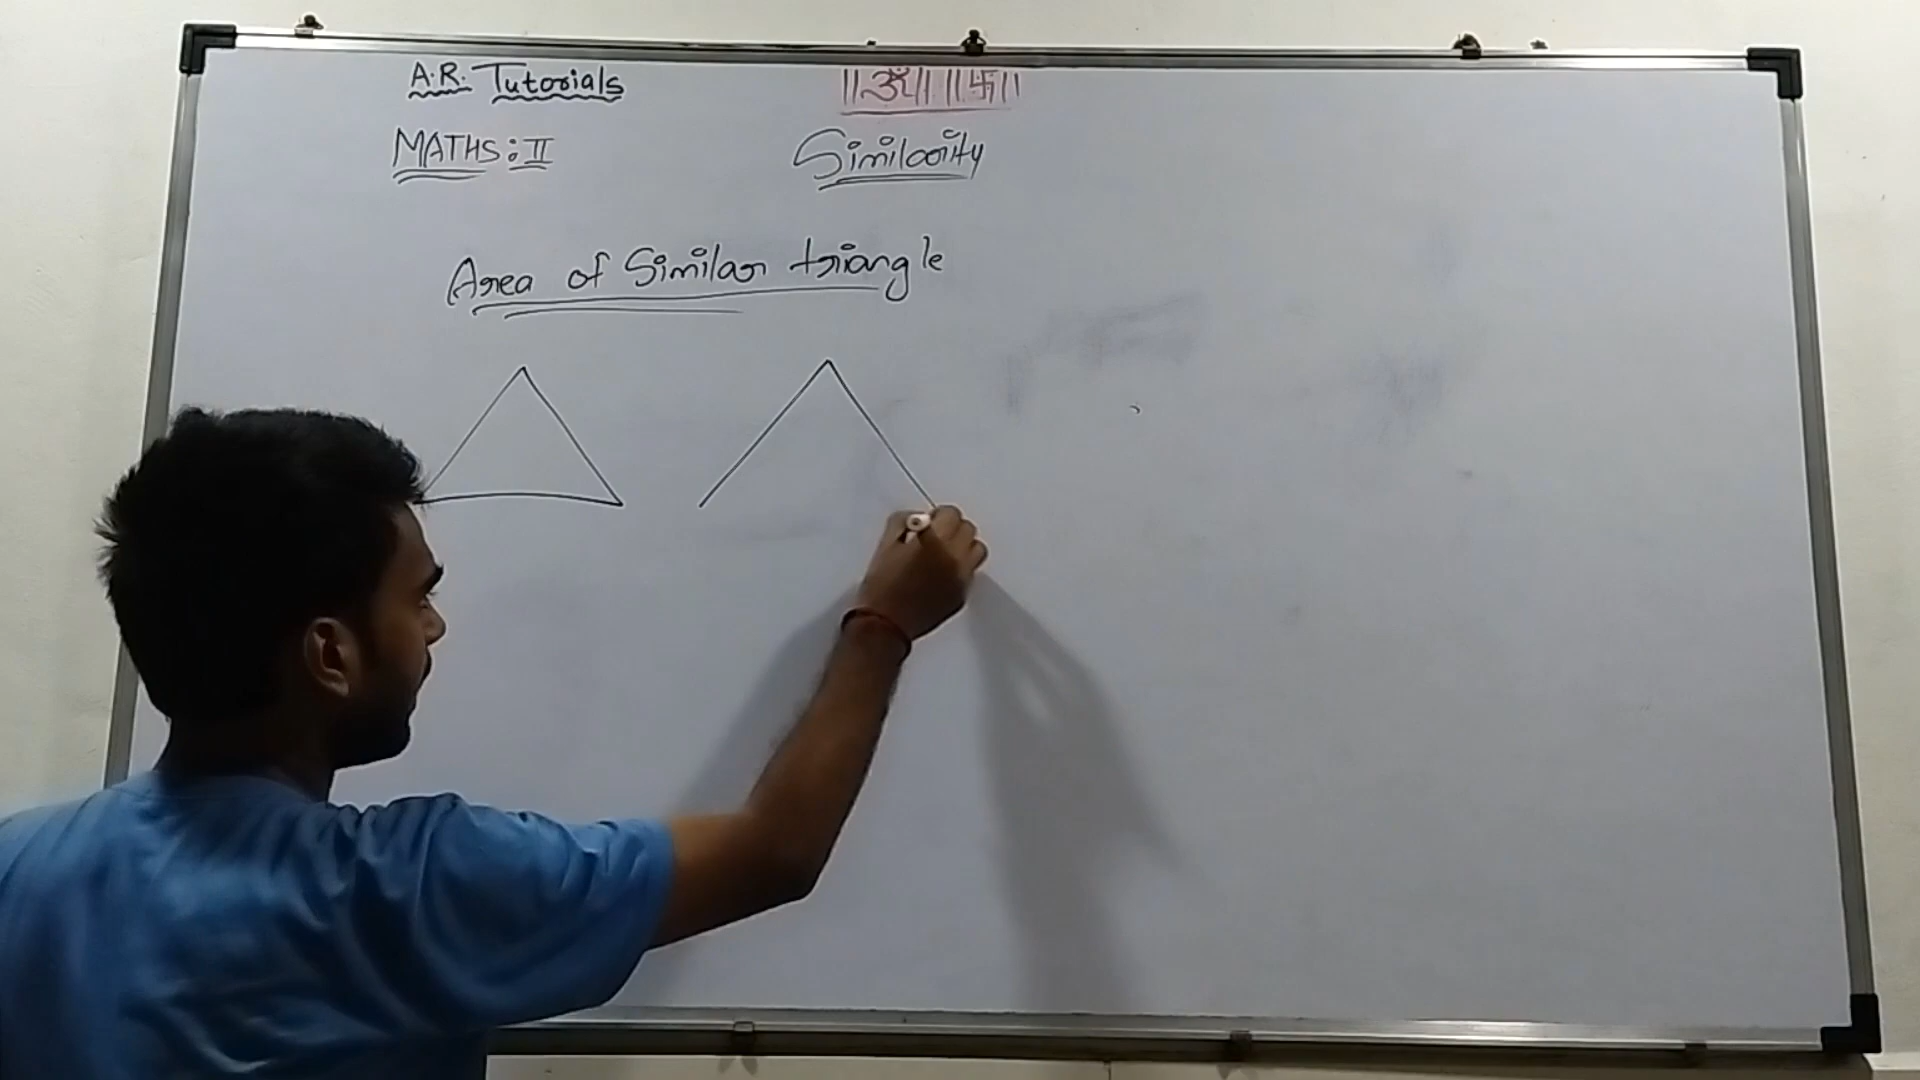 A.R. Tutorials
||ॐ|| ||卐||
MATHS : II
Similarity
Area of Similar triangle